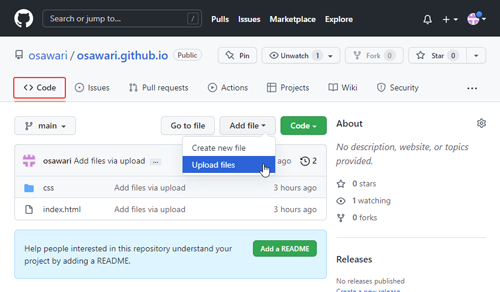 Search or jump to... /
Pulls Issues Marketplace Explore
osawari / osawari.github.io Public
Pin Unwatch 1 Fork 0 Star 0
<> Code Issues Pull requests Actions Projects Wiki Security ...
main Go to file Add file Code
Create new file
Upload files
osawari Add files via upload ... ago 2
css Add files via upload 3 hours ago
index.html Add files via upload 3 hours ago
Help people interested in this repository understand your
project by adding a README.
Add a README
About
No description, website, or topics
provided.
0 stars
1 watching
0 forks
Releases
No releases published
Create a new release